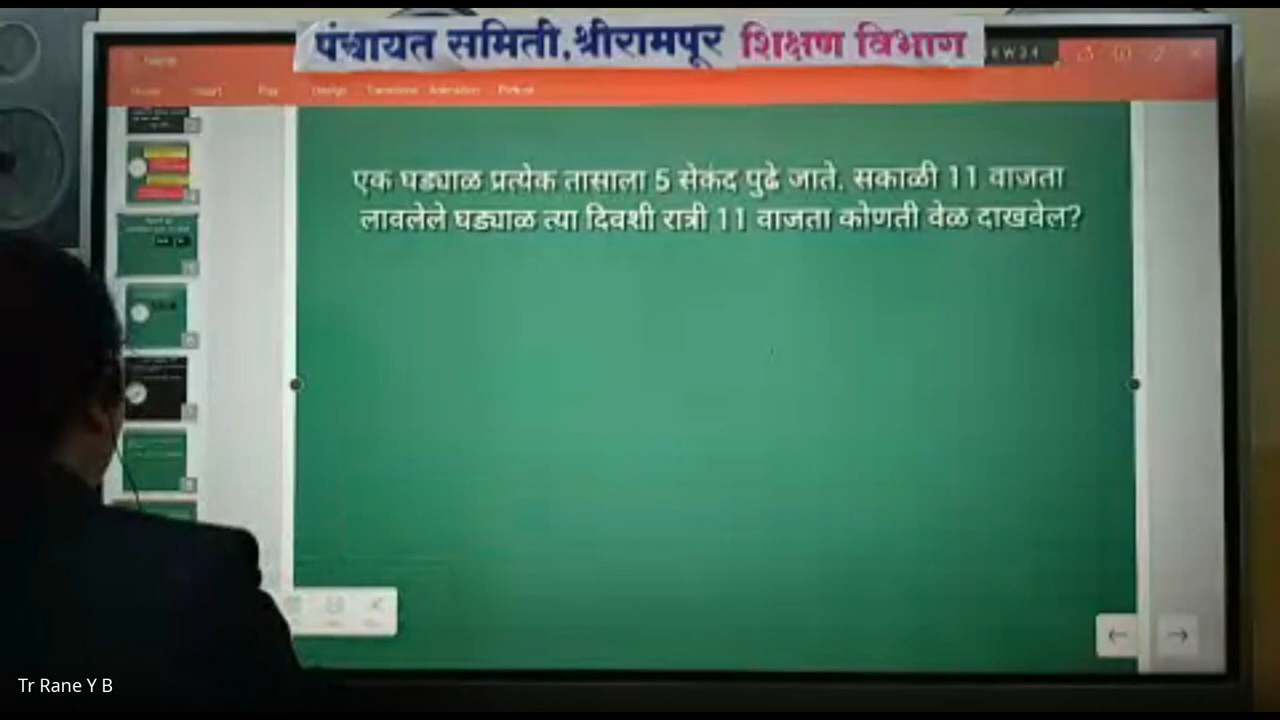 पंचायत समिती,श्रीरामपूर शिक्षण विभाग
एक घड्याळ प्रत्येक तासाला 5 सेकंद पुढे जाते. सकाळी 11 वाजता
लावलेले घड्याळ त्या दिवशी रात्री 11 वाजता कोणती वेळ दाखवेल?
Tr Rane Y B